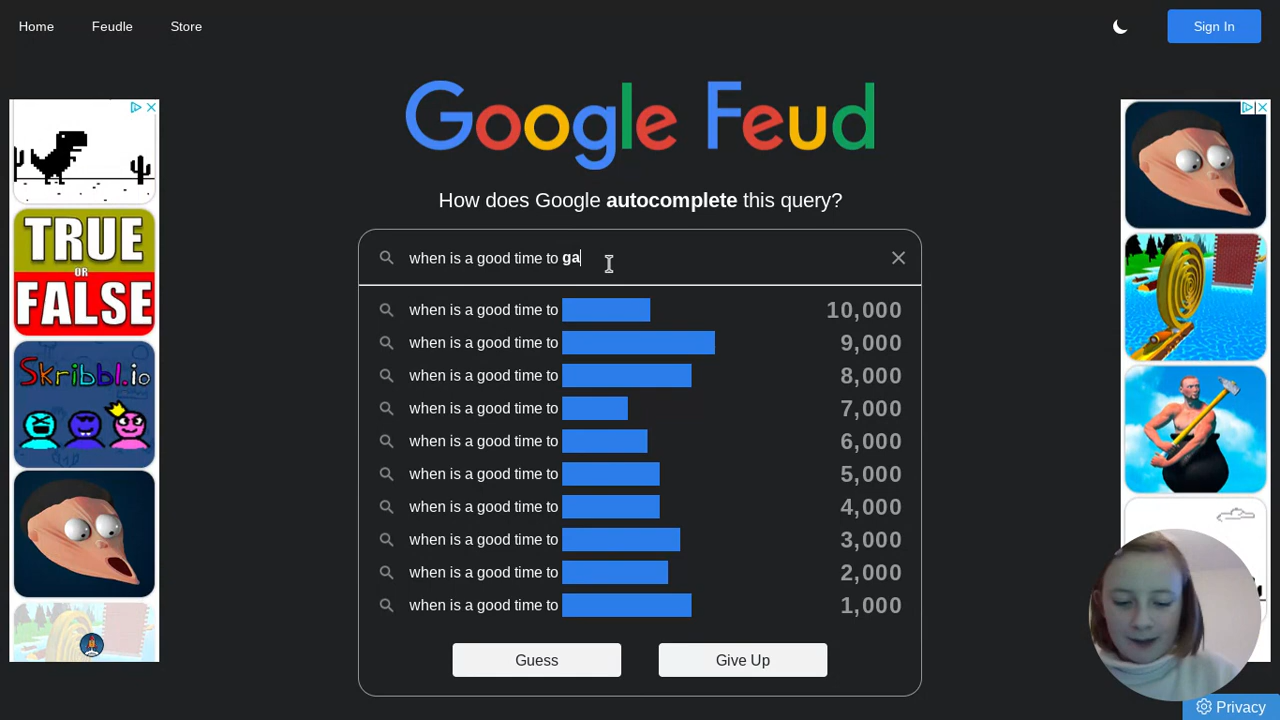 Home
Feudle
Store
Sign In
Google Feud
How does Google autocomplete this query?
TRUE
OR
FALSE
Skribbl.io
when is a good time to ga
when is a good time to 10,000
when is a good time to 9,000
when is a good time to 8,000
when is a good time to 7,000
when is a good time to 6,000
when is a good time to 5,000
when is a good time to 4,000
when is a good time to 3,000
when is a good time to 2,000
when is a good time to 1,000
Guess
Give Up
Privacy